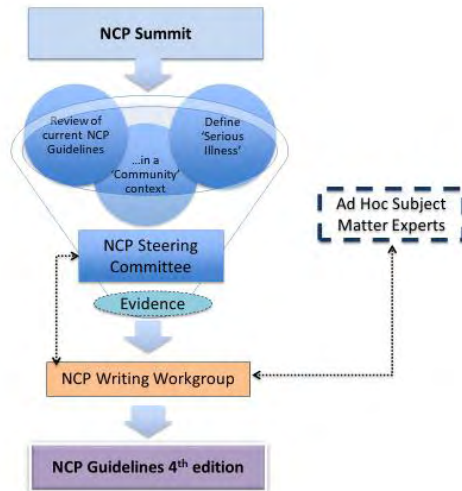 NCP Summit
Review of
current NCP
Guidelines
Define
‘Serious
Illness’
...in a
‘Community’
context
Ad Hoc Subject
Matter Experts
NCP Steering
Committee
Evidence
NCP Writing Workgroup
NCP Guidelines 4th edition